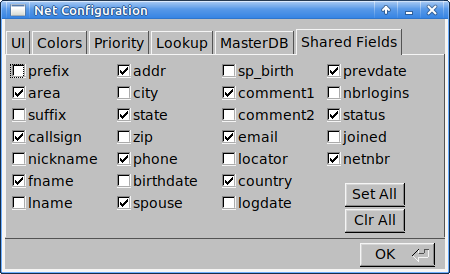 Net Configuration
UI Colors Priority Lookup MasterDB Shared Fields
prefix addr sp_birth prevdate
area city comment1 nbrlogins
suffix state comment2 status
callsign zip email joined
nickname phone locator netnbr
fname birthdate country
lname spouse logdate
Set All
Clr All
OK